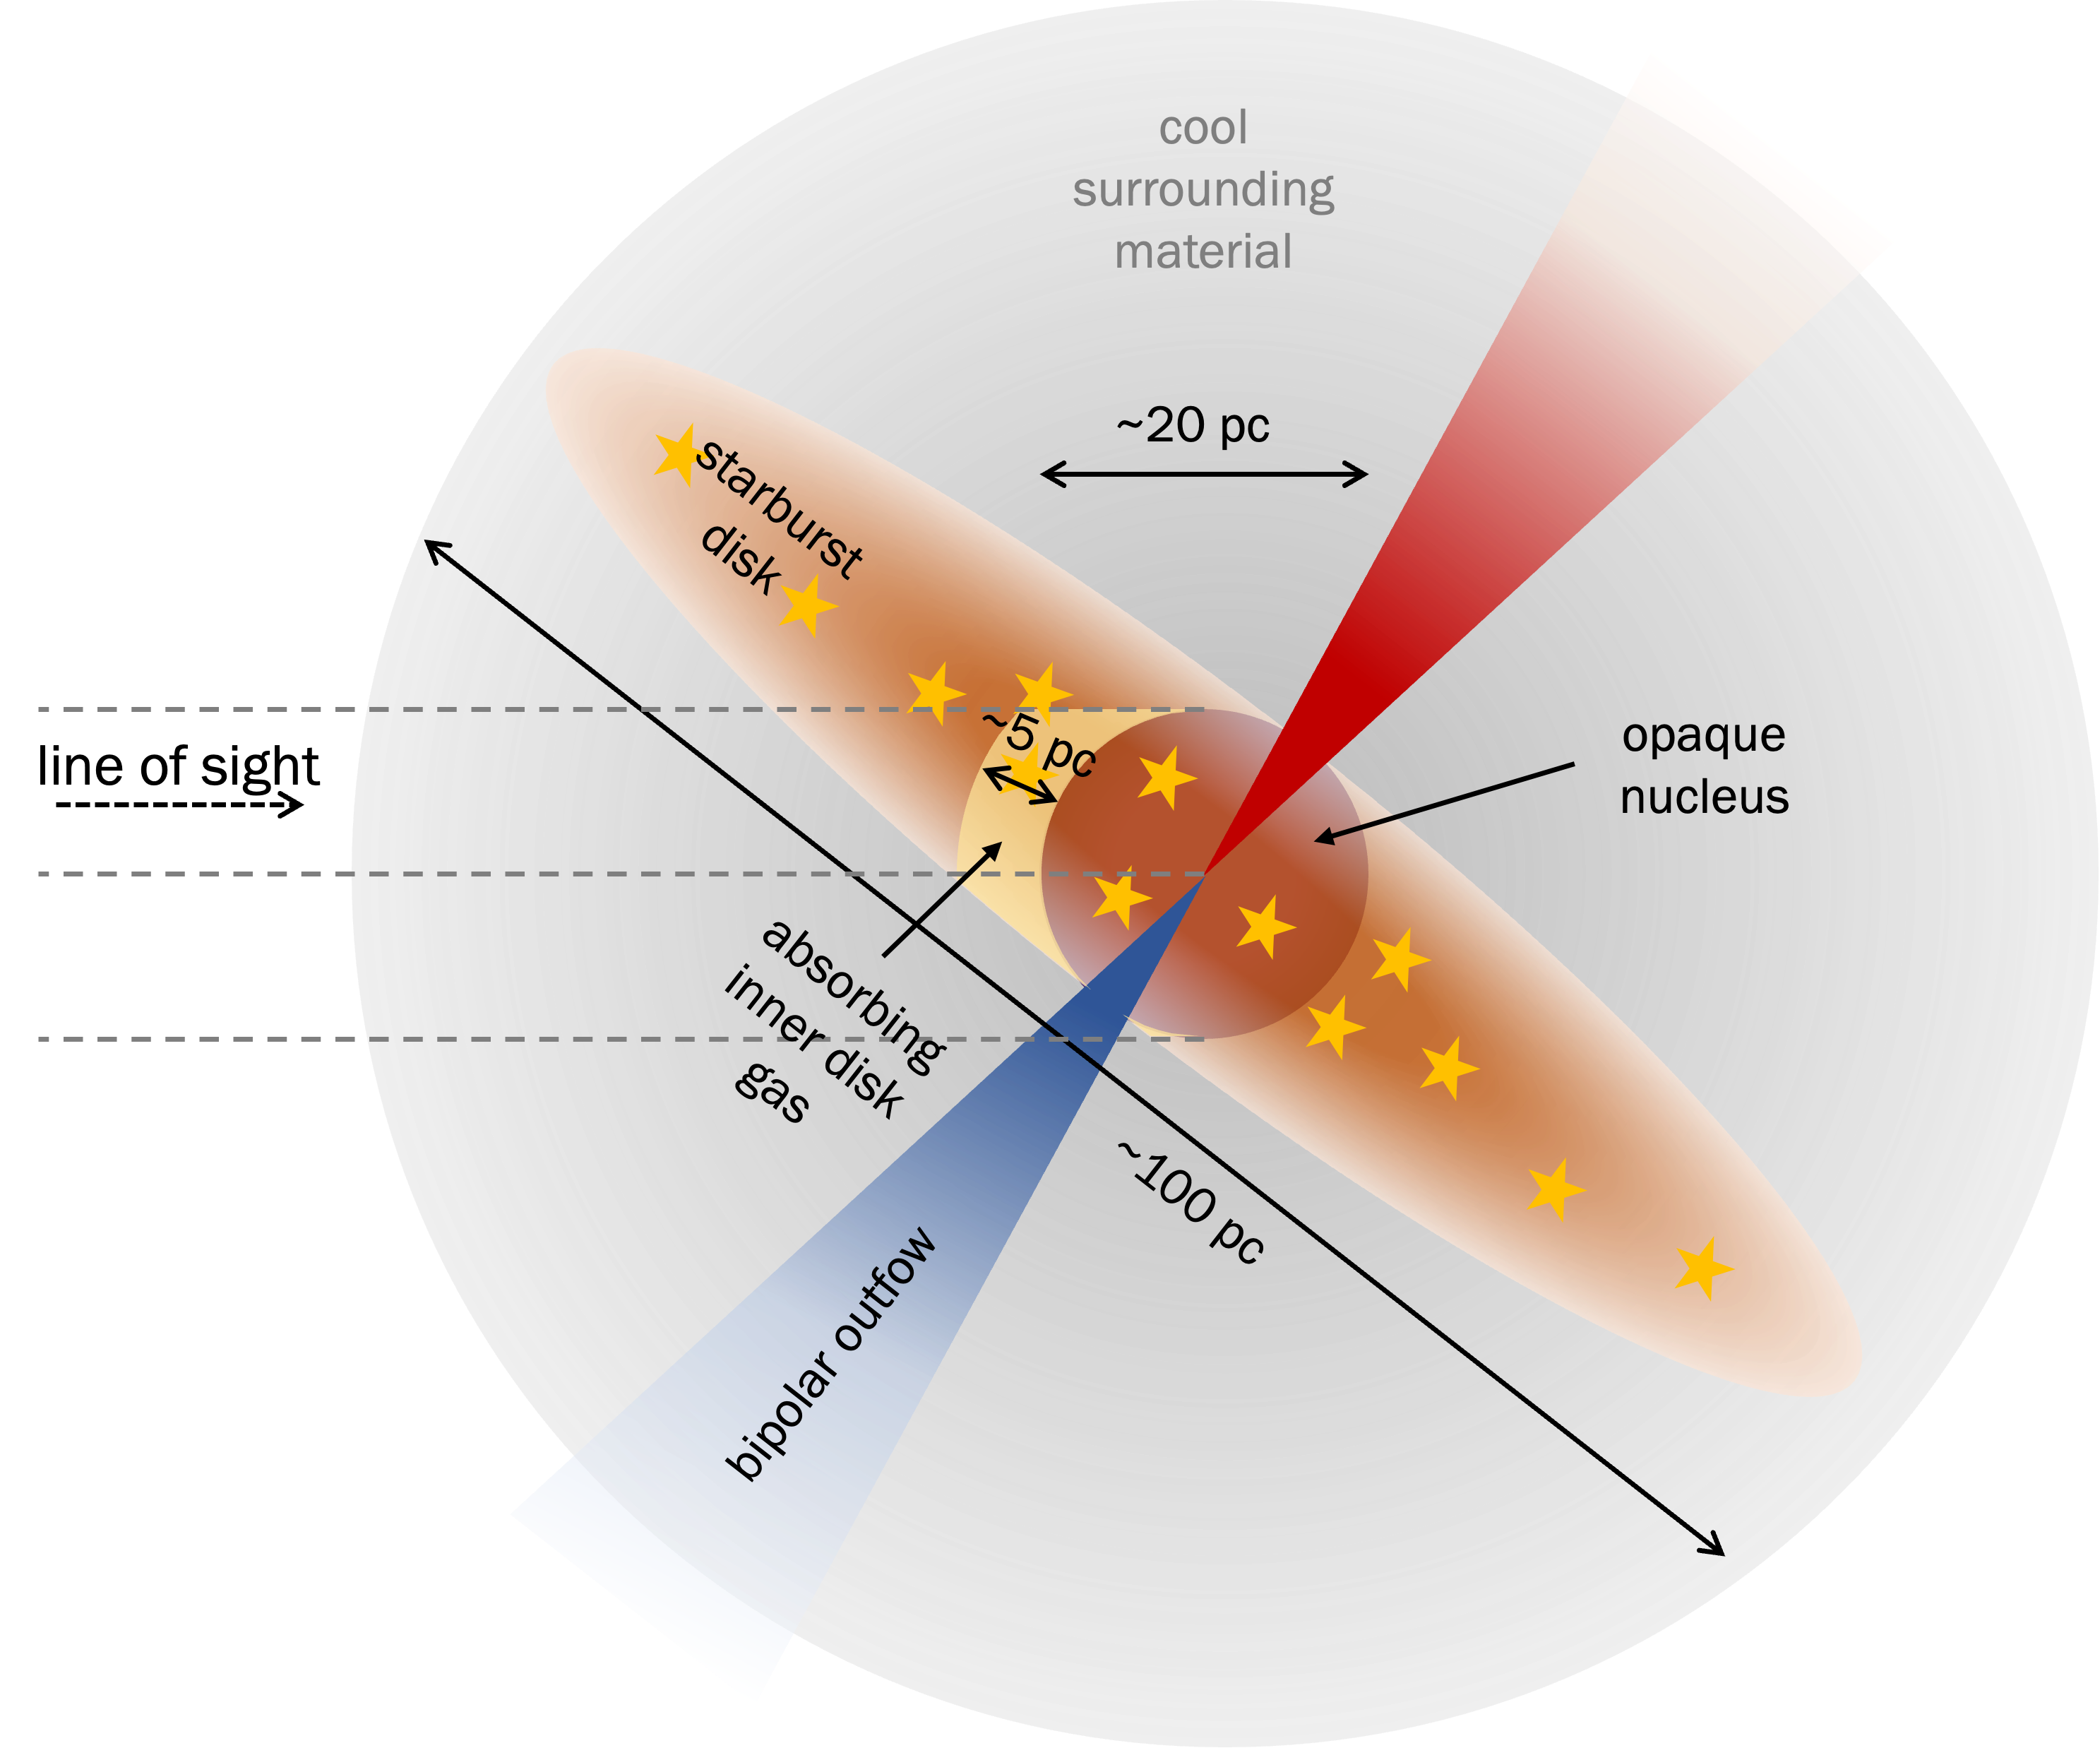 cool
surrounding
material
~20 pc
starburst
disk
~5 pc
line of sight
opaque
nucleus
absorbling
inner disk
gas
~100 pc
bipolar outfow